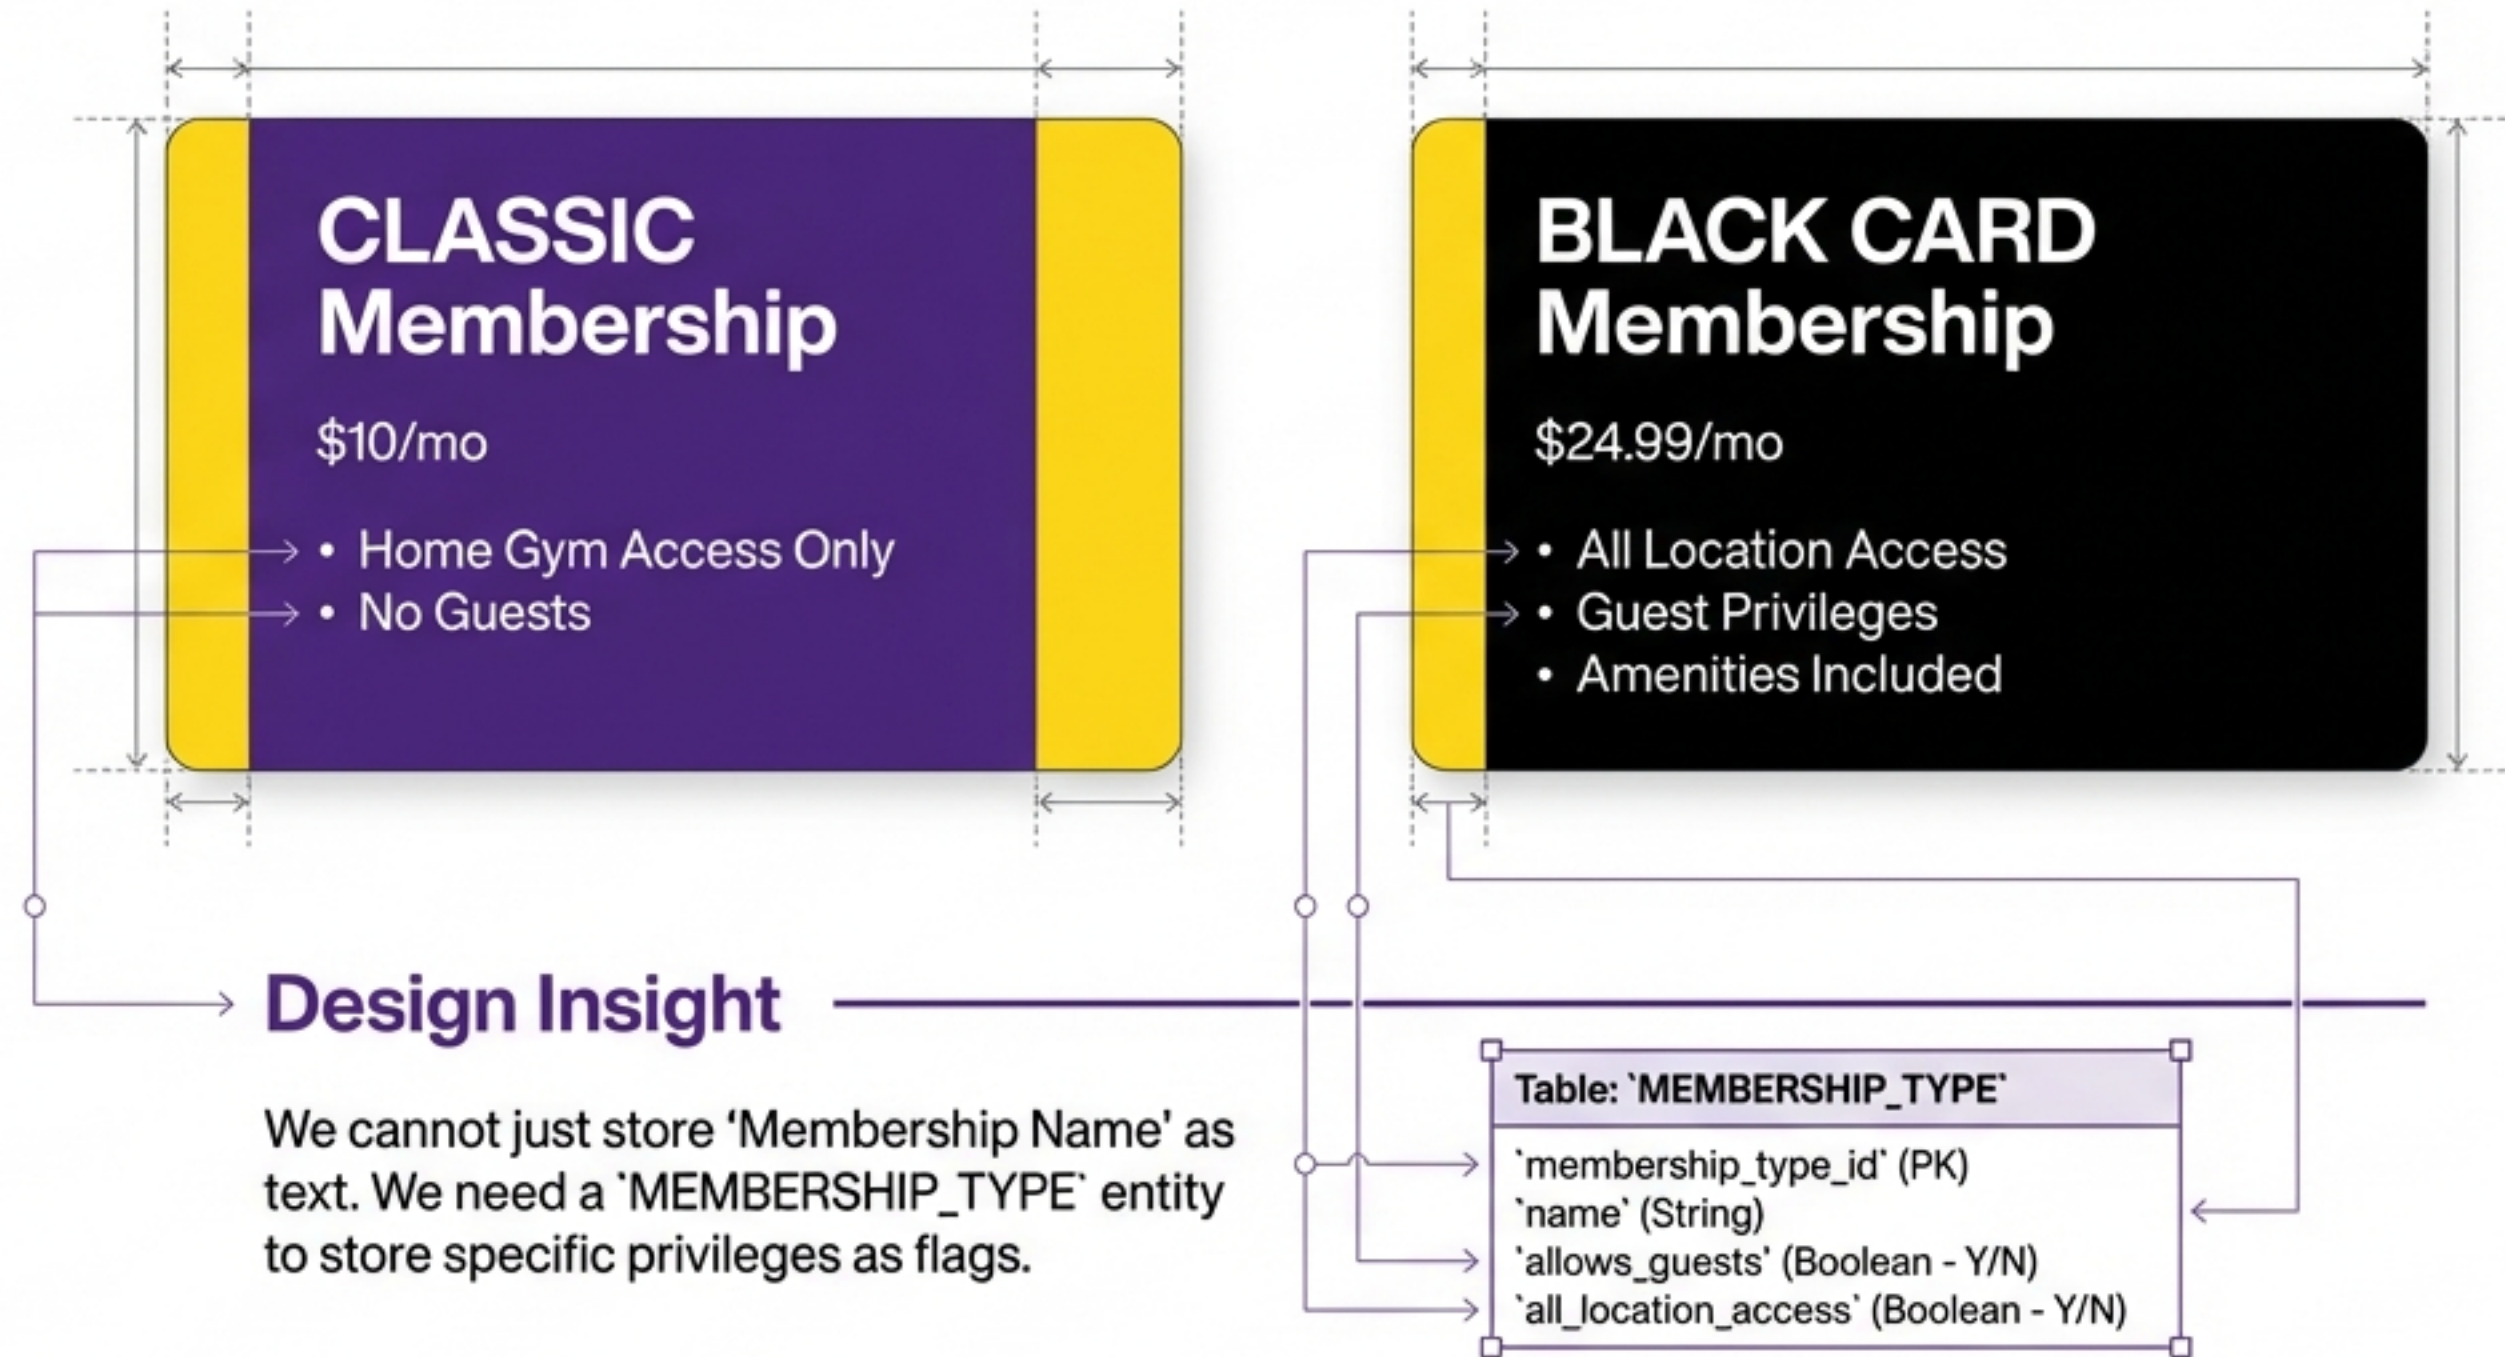 CLASSIC
Membership
$10/mo
• Home Gym Access Only
• No Guests
BLACK CARD
Membership
$24.99/mo
• All Location Access
• Guest Privileges
• Amenities Included
Design Insight
We cannot just store ‘Membership Name’ as
text. We need a `MEMBERSHIP_TYPE` entity
to store specific privileges as flags.
Table: `MEMBERSHIP_TYPE`
`membership_type_id` (PK)
`name` (String)
`allows_guests' (Boolean - Y/N)
`all_location_access` (Boolean - Y/N)